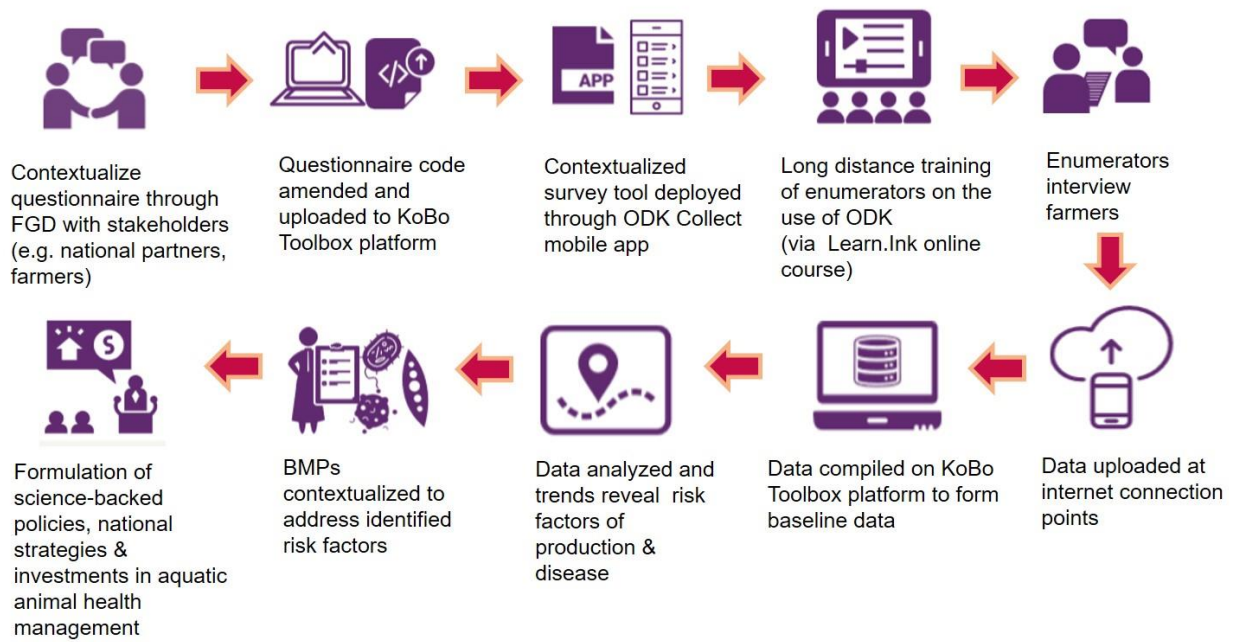 APP
Contextualize
questionnaire through
FGD with stakeholders
(e.g. national partners,
farmers)
Questionnaire code
amended and
uploaded to KoBo
Toolbox platform
Contextualized
survey tool deployed
through ODK Collect
mobile app
Long distance training
of enumerators on the
use of ODK
(via Learn.Ink online
course)
Enumerators
interview
farmers
S
Formulation of
science-backed
policies, national
strategies &
investments in aquatic
animal health
management
BMPs
contextualized to
address identified
risk factors
Data analyzed and
trends reveal risk
factors of
production &
disease
Data compiled on KoBo
Toolbox platform to form
baseline data
Data uploaded at
internet connection
points